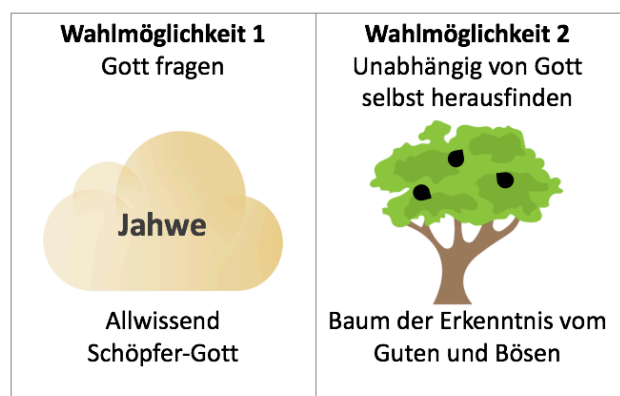 Wahlmöglichkeit 1
Gott fragen
Jahwe
Allwissend
Schöpfer-Gott
Wahlmöglichkeit 2
Unabhängig von Gott
selbst herausfinden
Baum der Erkenntnis vom
Guten und Bösen